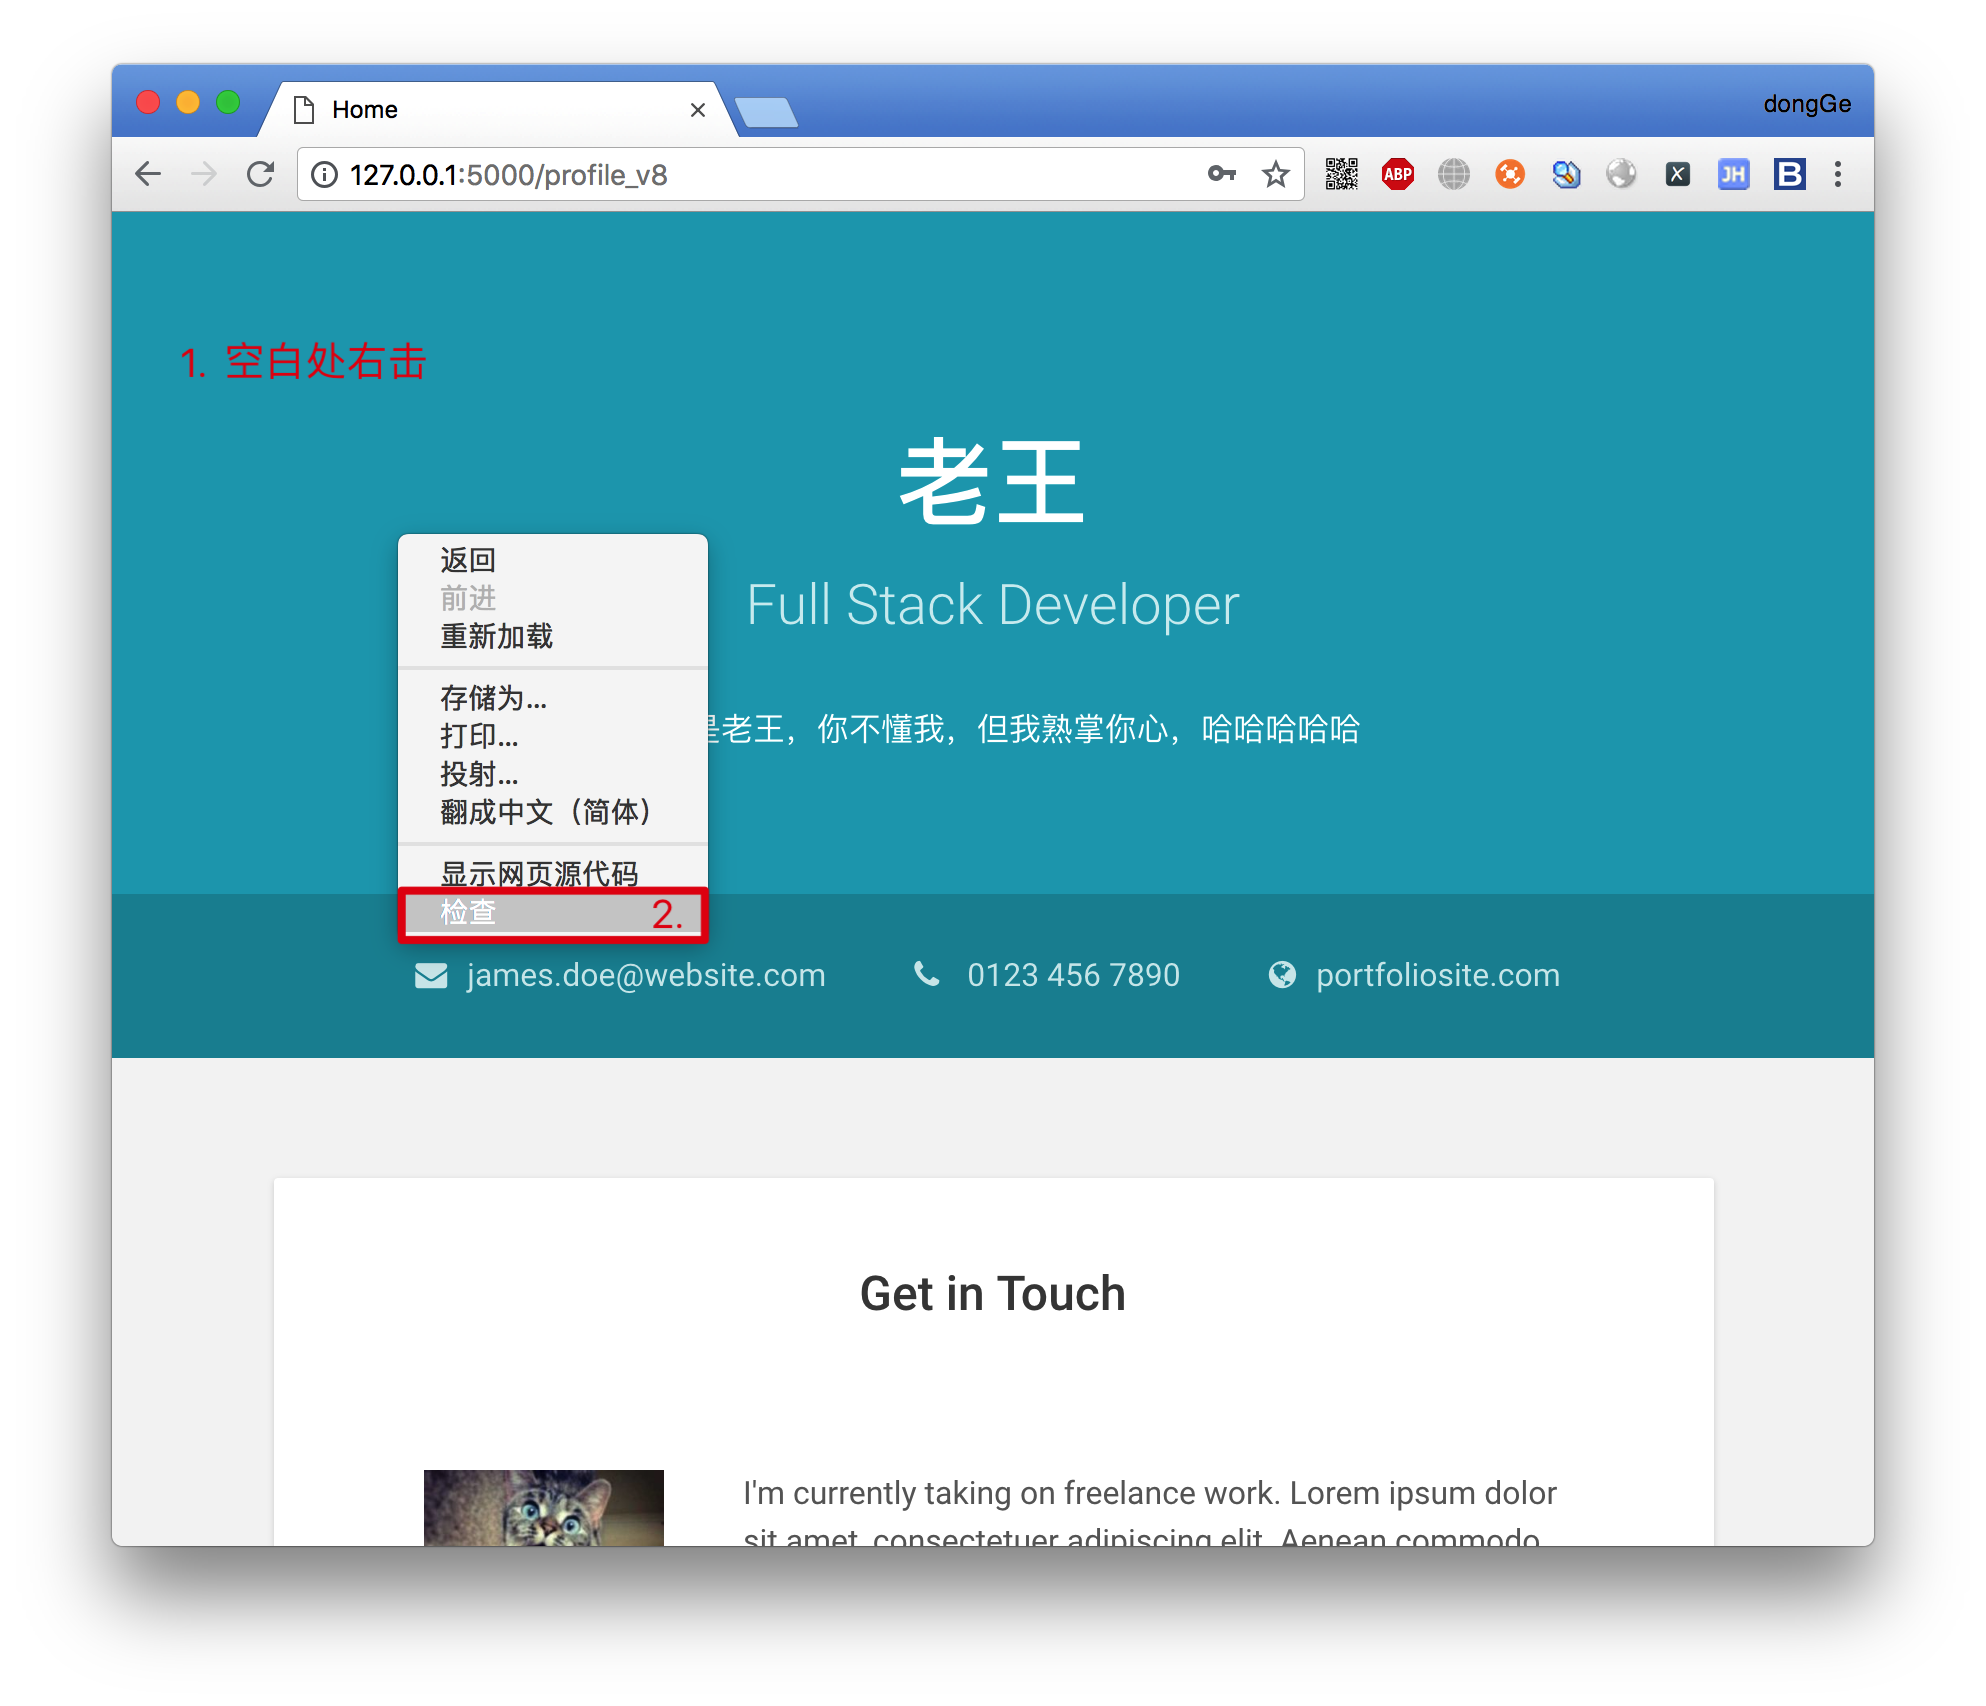 Home
dongGe
127.0.0.1:5000/profile_v8
ABP
X
JH
B
1. 空白处右击
老王
Full Stack Developer
是老王，你不懂我，但我熟掌你心，哈哈哈哈哈
返回
前进
重新加载
存储为...
打印...
投射...
翻成中文（简体）
显示网页源代码
检查 2.
james.doe@website.com
0123 456 7890
portfoliosite.com
Get in Touch
I'm currently taking on freelance work. Lorem ipsum dolor
sit amet, consectetuer adipiscing elit. Aenean commodo